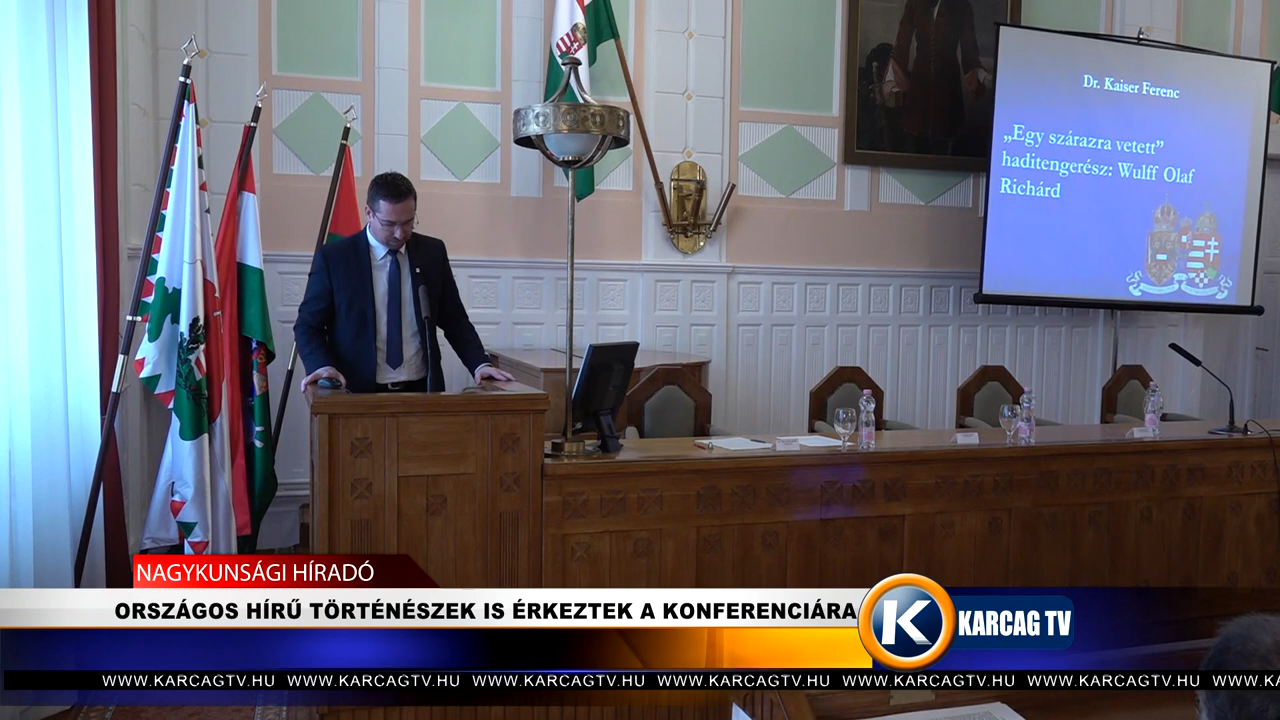 Dr. Kaiser Ferenc
„Egy szárazra vetett”
haditengerész: Wulff Olaf
Richárd
NAGYKUNSÁGI HÍRADÓ
ORSZÁGOS HÍRŰ TÖRTÉNÉSZEK IS ÉRKEZTEK A KONFERENCIÁRA
K KARCAG TV
WWW.KARCAGTV.HU WWW.KARCAGTV.HU WWW.KARCAGTV.HU WWW.KARCAGTV.HU WWW.KARCAGTV.HU WWW.KARCAGTV.HU WWW.KARCAGTV